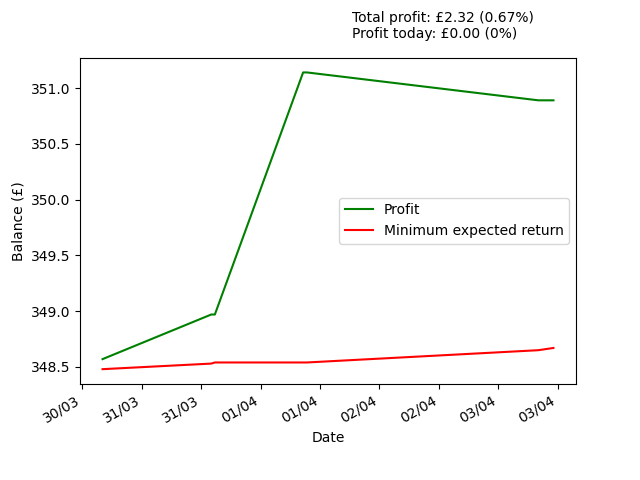 Total profit: £2.32 (0.67%)
Profit today: £0.00 (0%)
351.0
350.5
350.0
349.5
349.0
348.5
Balance (£)
Profit
Minimum expected return
30/03
31/03
31/03
01/04
01/04
02/04
02/04
03/04
03/04
Date